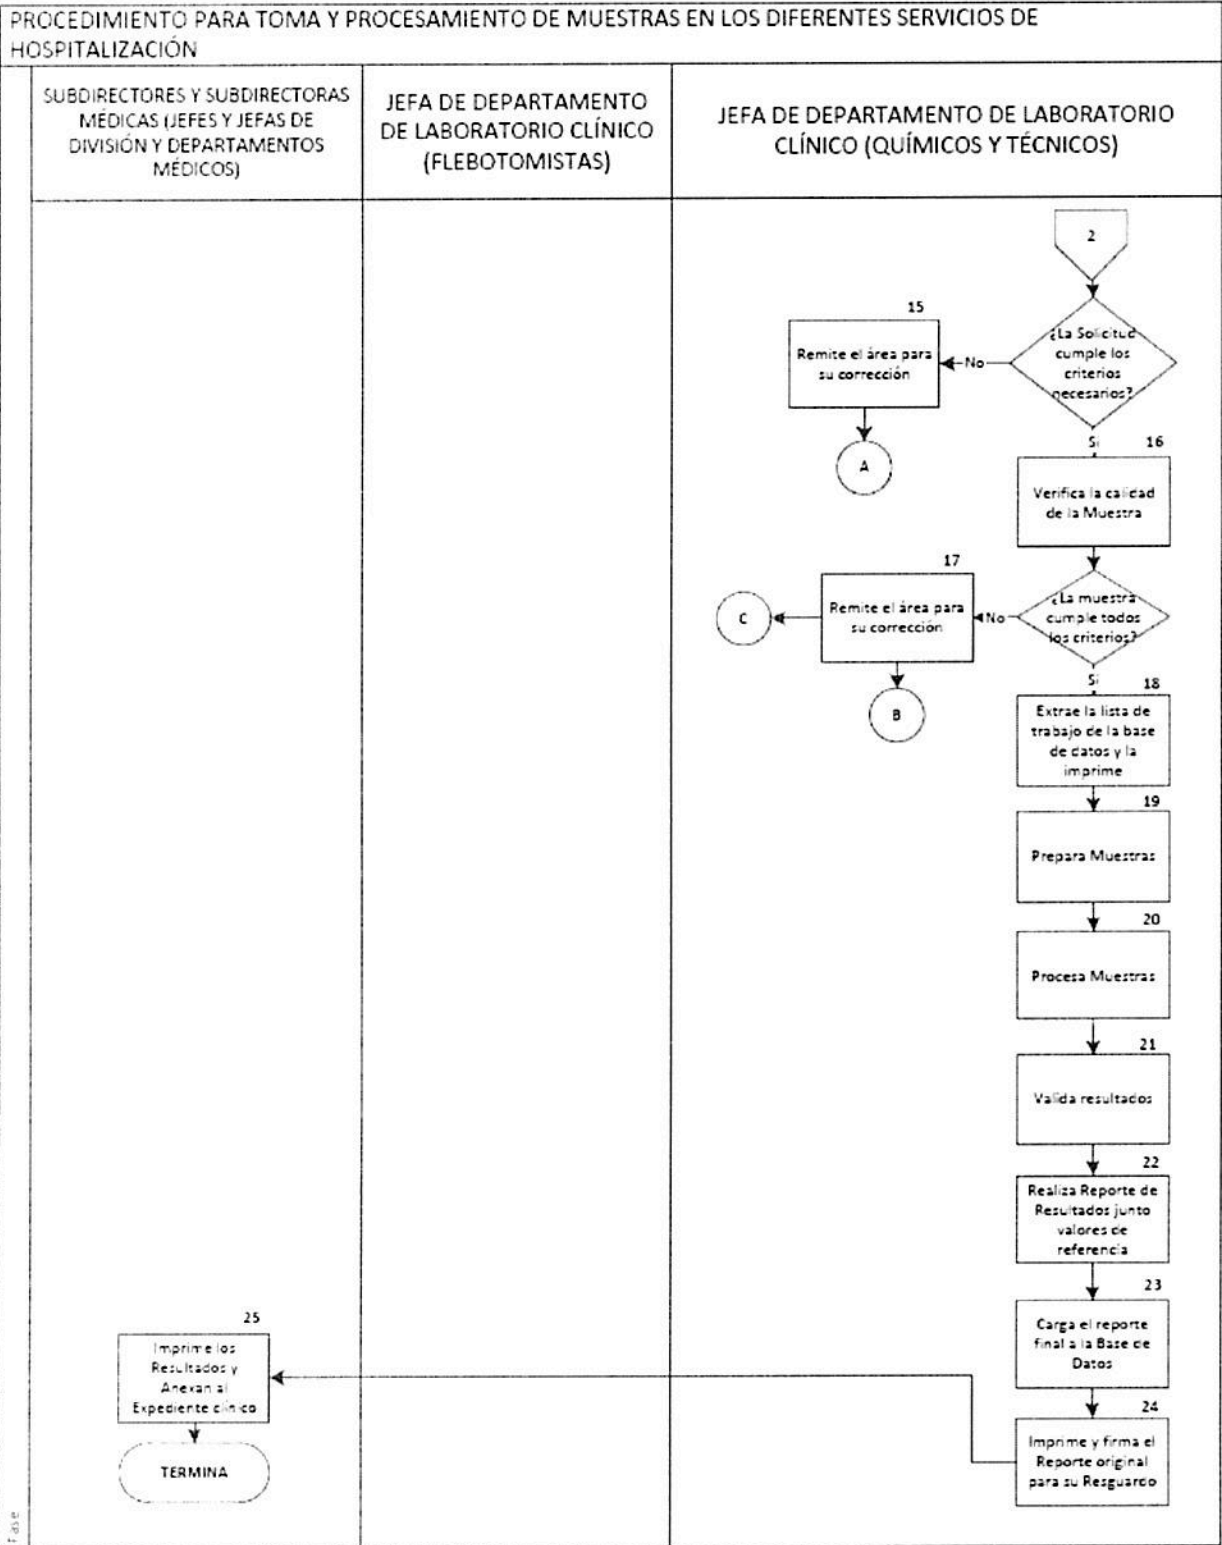 PROCEDIMIENTO PARA TOMA Y PROCESAMIENTO DE MUESTRAS EN LOS DIFERENTES SERVICIOS DE
HOSPITALIZACIÓN
SUBDIRECTORES Y SUBDIRECTORAS
MÉDICAS (JEFES Y JEFAS DE
DIVISIÓN Y DEPARTAMENTOS
MÉDICOS)
JEFA DE DEPARTAMENTO
DE LABORATORIO CLÍNICO
(FLEBOTOMISTAS)
JEFA DE DEPARTAMENTO DE LABORATORIO
CLÍNICO (QUÍMICOS Y TÉCNICOS)
2
¿La Solicitud
cumple los
criterios
necesarios?
No
15
Remite el área para
su corrección
A
Si
16
Verifica la calidad
de la Muestra
¿La muestra
cumple todos
los criterios?
No
17
Remite el área para
su corrección
C
B
Si
18
Extrae la lista de
trabajo de la base
de datos y la
imprime
19
Prepara Muestras
20
Procesa Muestras
21
Valida resultados
22
Realiza Reporte de
Resultados junto
valores de
referencia
23
Carga el reporte
final a la Base de
Datos
24
Imprime y firma el
Reporte original
para su Resguardo
25
Imprime los
Resultados y
Anexan al
Expediente clínico
TERMINA
Fase